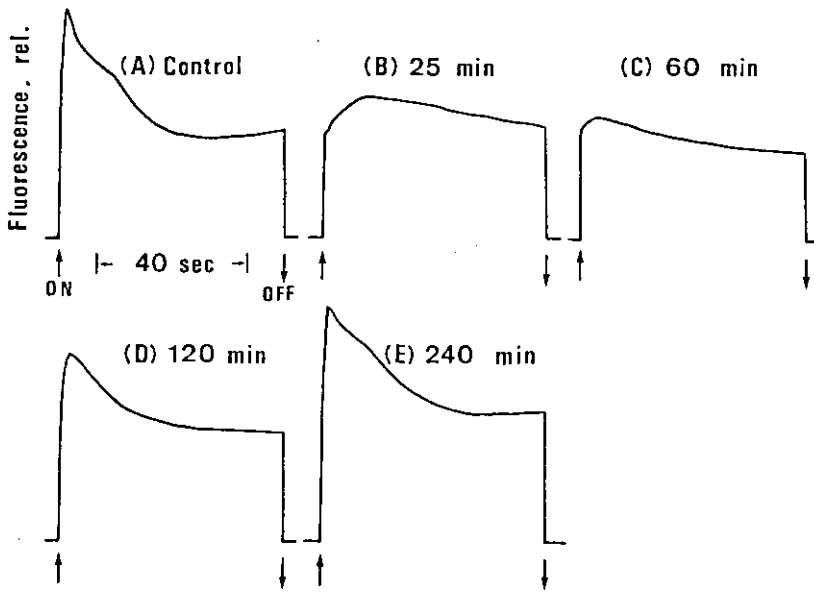 Fluorescence, rel.
(A) Control
(B) 25 min
(C) 60 min
40 sec
ON
OFF
(D) 120 min
(E) 240 min